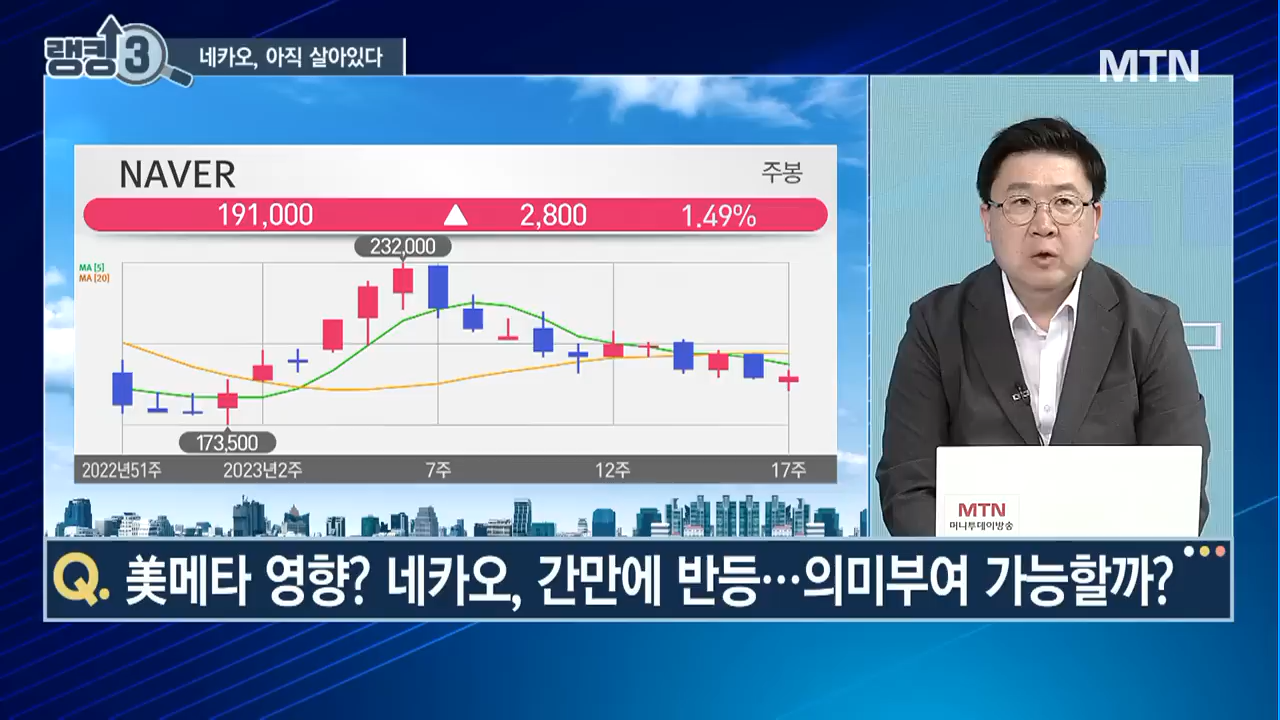 랭킹3
네카오, 아직 살아있다
MTN
NAVER
주봉
191,000 ▲ 2,800 1.49%
232,000
MA [5]
MA [20]
173,500
2022년51주 2023년2주 7주 12주 17주
MTN
머니투데이방송
Q. 美메타 영향? 네카오, 간만에 반등…의미부여 가능할까?